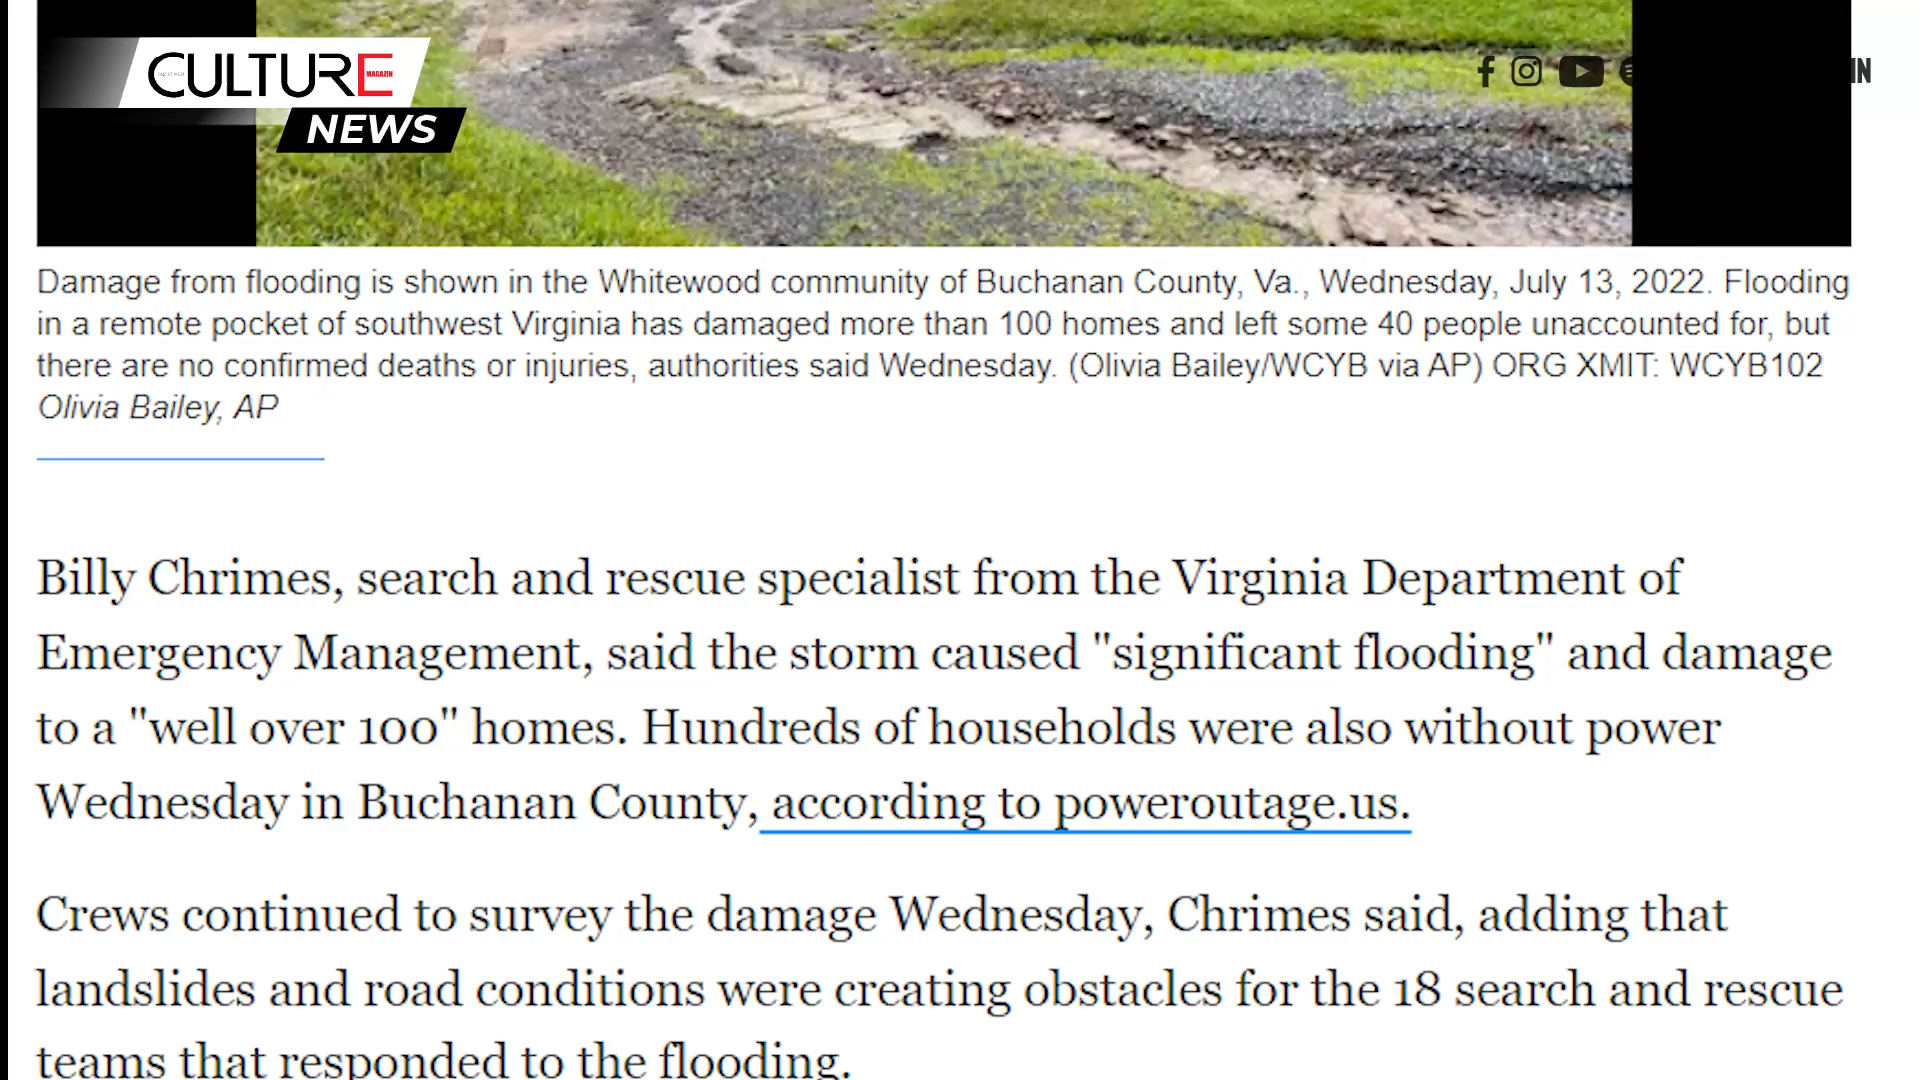 CULTURE
MAGAZIN
NEWS
IN
Damage from flooding is shown in the Whitewood community of Buchanan County, Va., Wednesday, July 13, 2022. Flooding
in a remote pocket of southwest Virginia has damaged more than 100 homes and left some 40 people unaccounted for, but
there are no confirmed deaths or injuries, authorities said Wednesday. (Olivia Bailey/WCYB via AP) ORG XMIT: WCYB102
Olivia Bailey, AP
Billy Chrimes, search and rescue specialist from the Virginia Department of
Emergency Management, said the storm caused "significant flooding" and damage
to a "well over 100" homes. Hundreds of households were also without power
Wednesday in Buchanan County, according to poweroutage.us.
Crews continued to survey the damage Wednesday, Chrimes said, adding that
landslides and road conditions were creating obstacles for the 18 search and rescue
teams that responded to the flooding.